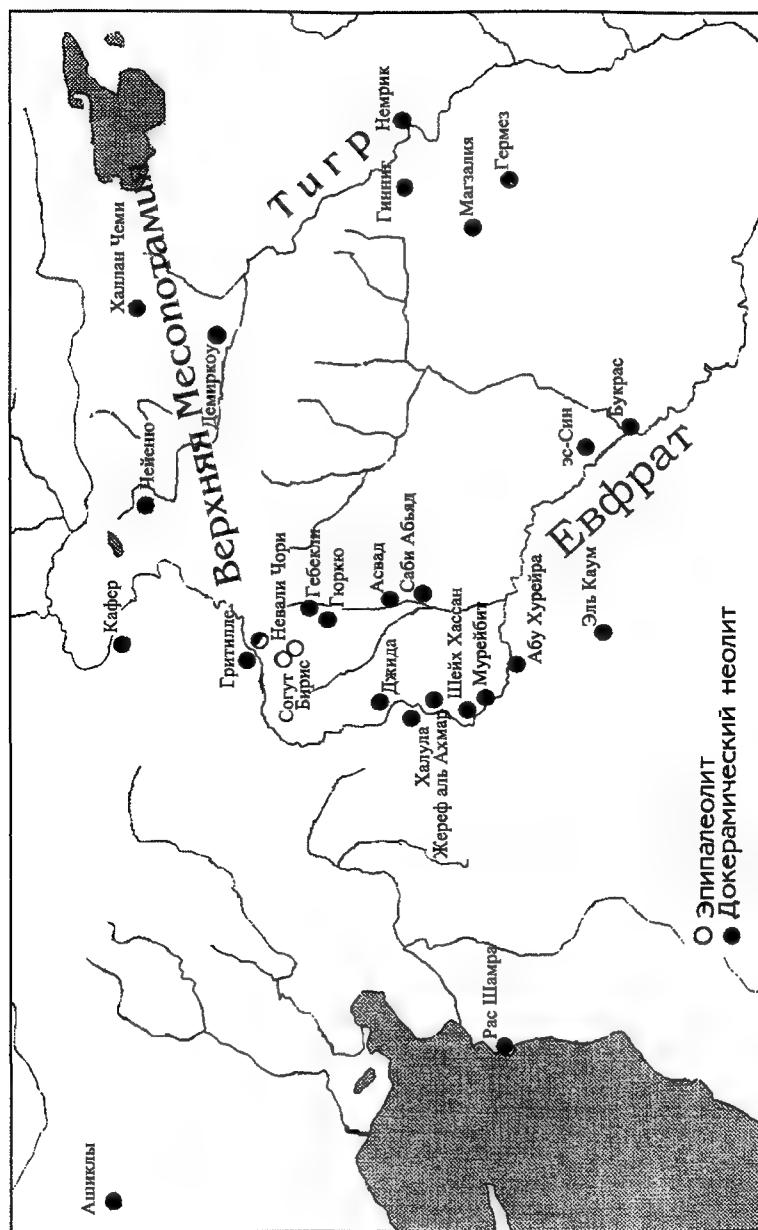 Ашиклы
Кафер
Чейеню
Халлан Чеми
Верхняя Месопотамия
Демиркоу
Тигр
Немрик
Гинниг
Магзалия
Гермез
Гритилле
Невали Чори
Согут
Бирис
Гебекли
Гюркю
Асвад
Саби Абьяд
Джида
Халула
Жереф аль Ахмар
Шейх Хассан
Мурейбит
Абу Хурейра
Эль Каум
эс-Син
Букрас
Евфрат
Рас Шамра
Эпипалеолит
Докерамический неолит